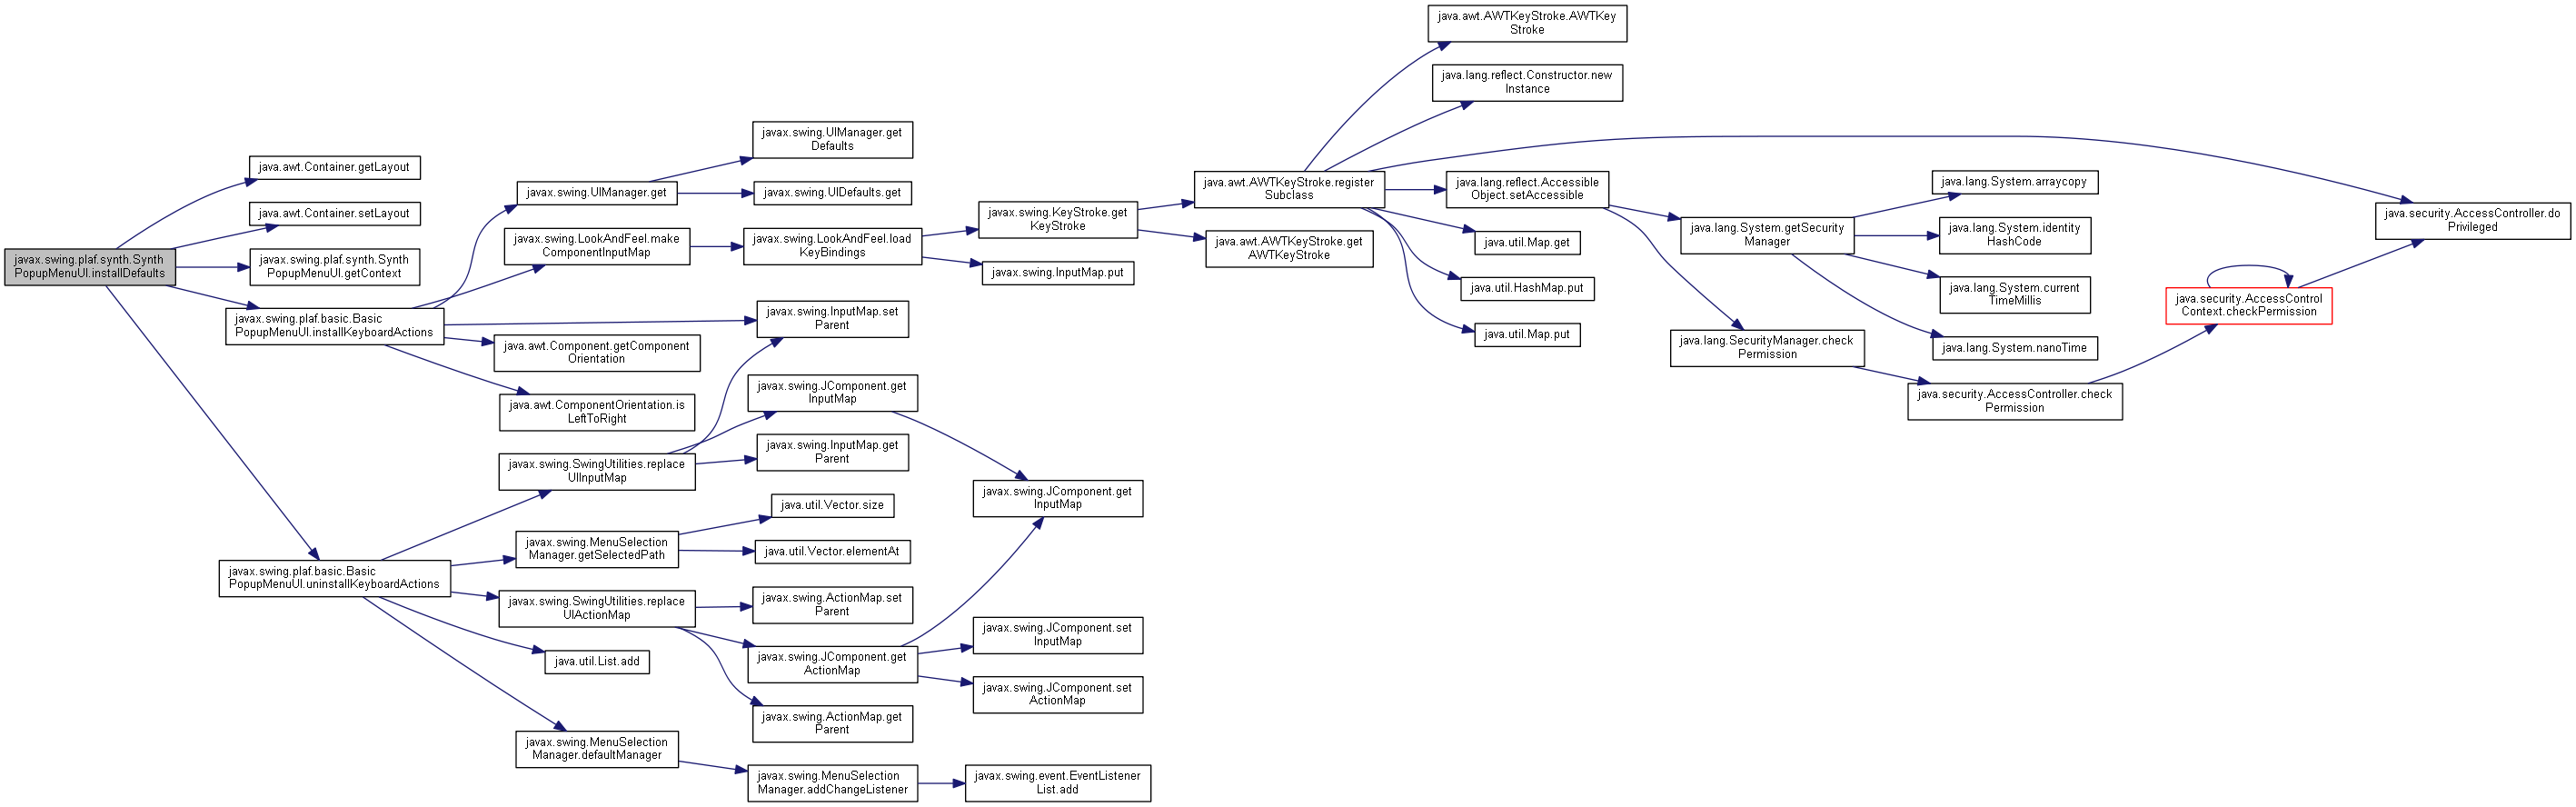 javax.swing.plaf.synth.Synth
PopupMenuUI.installDefaults
java.awt.Container.getLayout
java.awt.Container.setLayout
javax.swing.plaf.synth.Synth
PopupMenuUI.getContext
javax.swing.plaf.basic.Basic
PopupMenuUI.installKeyboardActions
javax.swing.plaf.basic.Basic
PopupMenuUI.uninstallKeyboardActions
javax.swing.UIManager.get
javax.swing.LookAndFeel.make
ComponentInputMap
java.awt.Component.getComponent
Orientation
java.awt.ComponentOrientation.is
LeftToRight
javax.swing.SwingUtilities.replace
UIInputMap
javax.swing.MenuSelection
Manager.getSelectedPath
javax.swing.SwingUtilities.replace
UIActionMap
java.util.List.add
javax.swing.MenuSelection
Manager.defaultManager
javax.swing.UIManager.get
Defaults
javax.swing.UIDefaults.get
javax.swing.LookAndFeel.load
KeyBindings
javax.swing.InputMap.set
Parent
javax.swing.JComponent.get
InputMap
javax.swing.InputMap.get
Parent
java.util.Vector.size
java.util.Vector.elementAt
javax.swing.ActionMap.set
Parent
javax.swing.JComponent.get
ActionMap
javax.swing.ActionMap.get
Parent
javax.swing.MenuSelection
Manager.addChangeListener
javax.swing.KeyStroke.get
KeyStroke
javax.swing.InputMap.put
javax.swing.JComponent.get
InputMap
javax.swing.JComponent.set
InputMap
javax.swing.JComponent.set
ActionMap
javax.swing.event.EventListener
List.add
java.awt.AWTKeyStroke.register
Subclass
java.awt.AWTKeyStroke.get
AWTKeyStroke
java.awt.AWTKeyStroke.AWTKey
Stroke
java.lang.reflect.Constructor.new
Instance
java.lang.reflect.Accessible
Object.setAccessible
java.util.Map.get
java.util.HashMap.put
java.util.Map.put
java.lang.System.getSecurity
Manager
java.lang.SecurityManager.check
Permission
java.lang.System.arraycopy
java.lang.System.identity
HashCode
java.lang.System.current
TimeMillis
java.lang.System.nanoTime
java.security.AccessController.check
Permission
java.security.AccessControl
Context.checkPermission
java.security.AccessController.do
Privileged